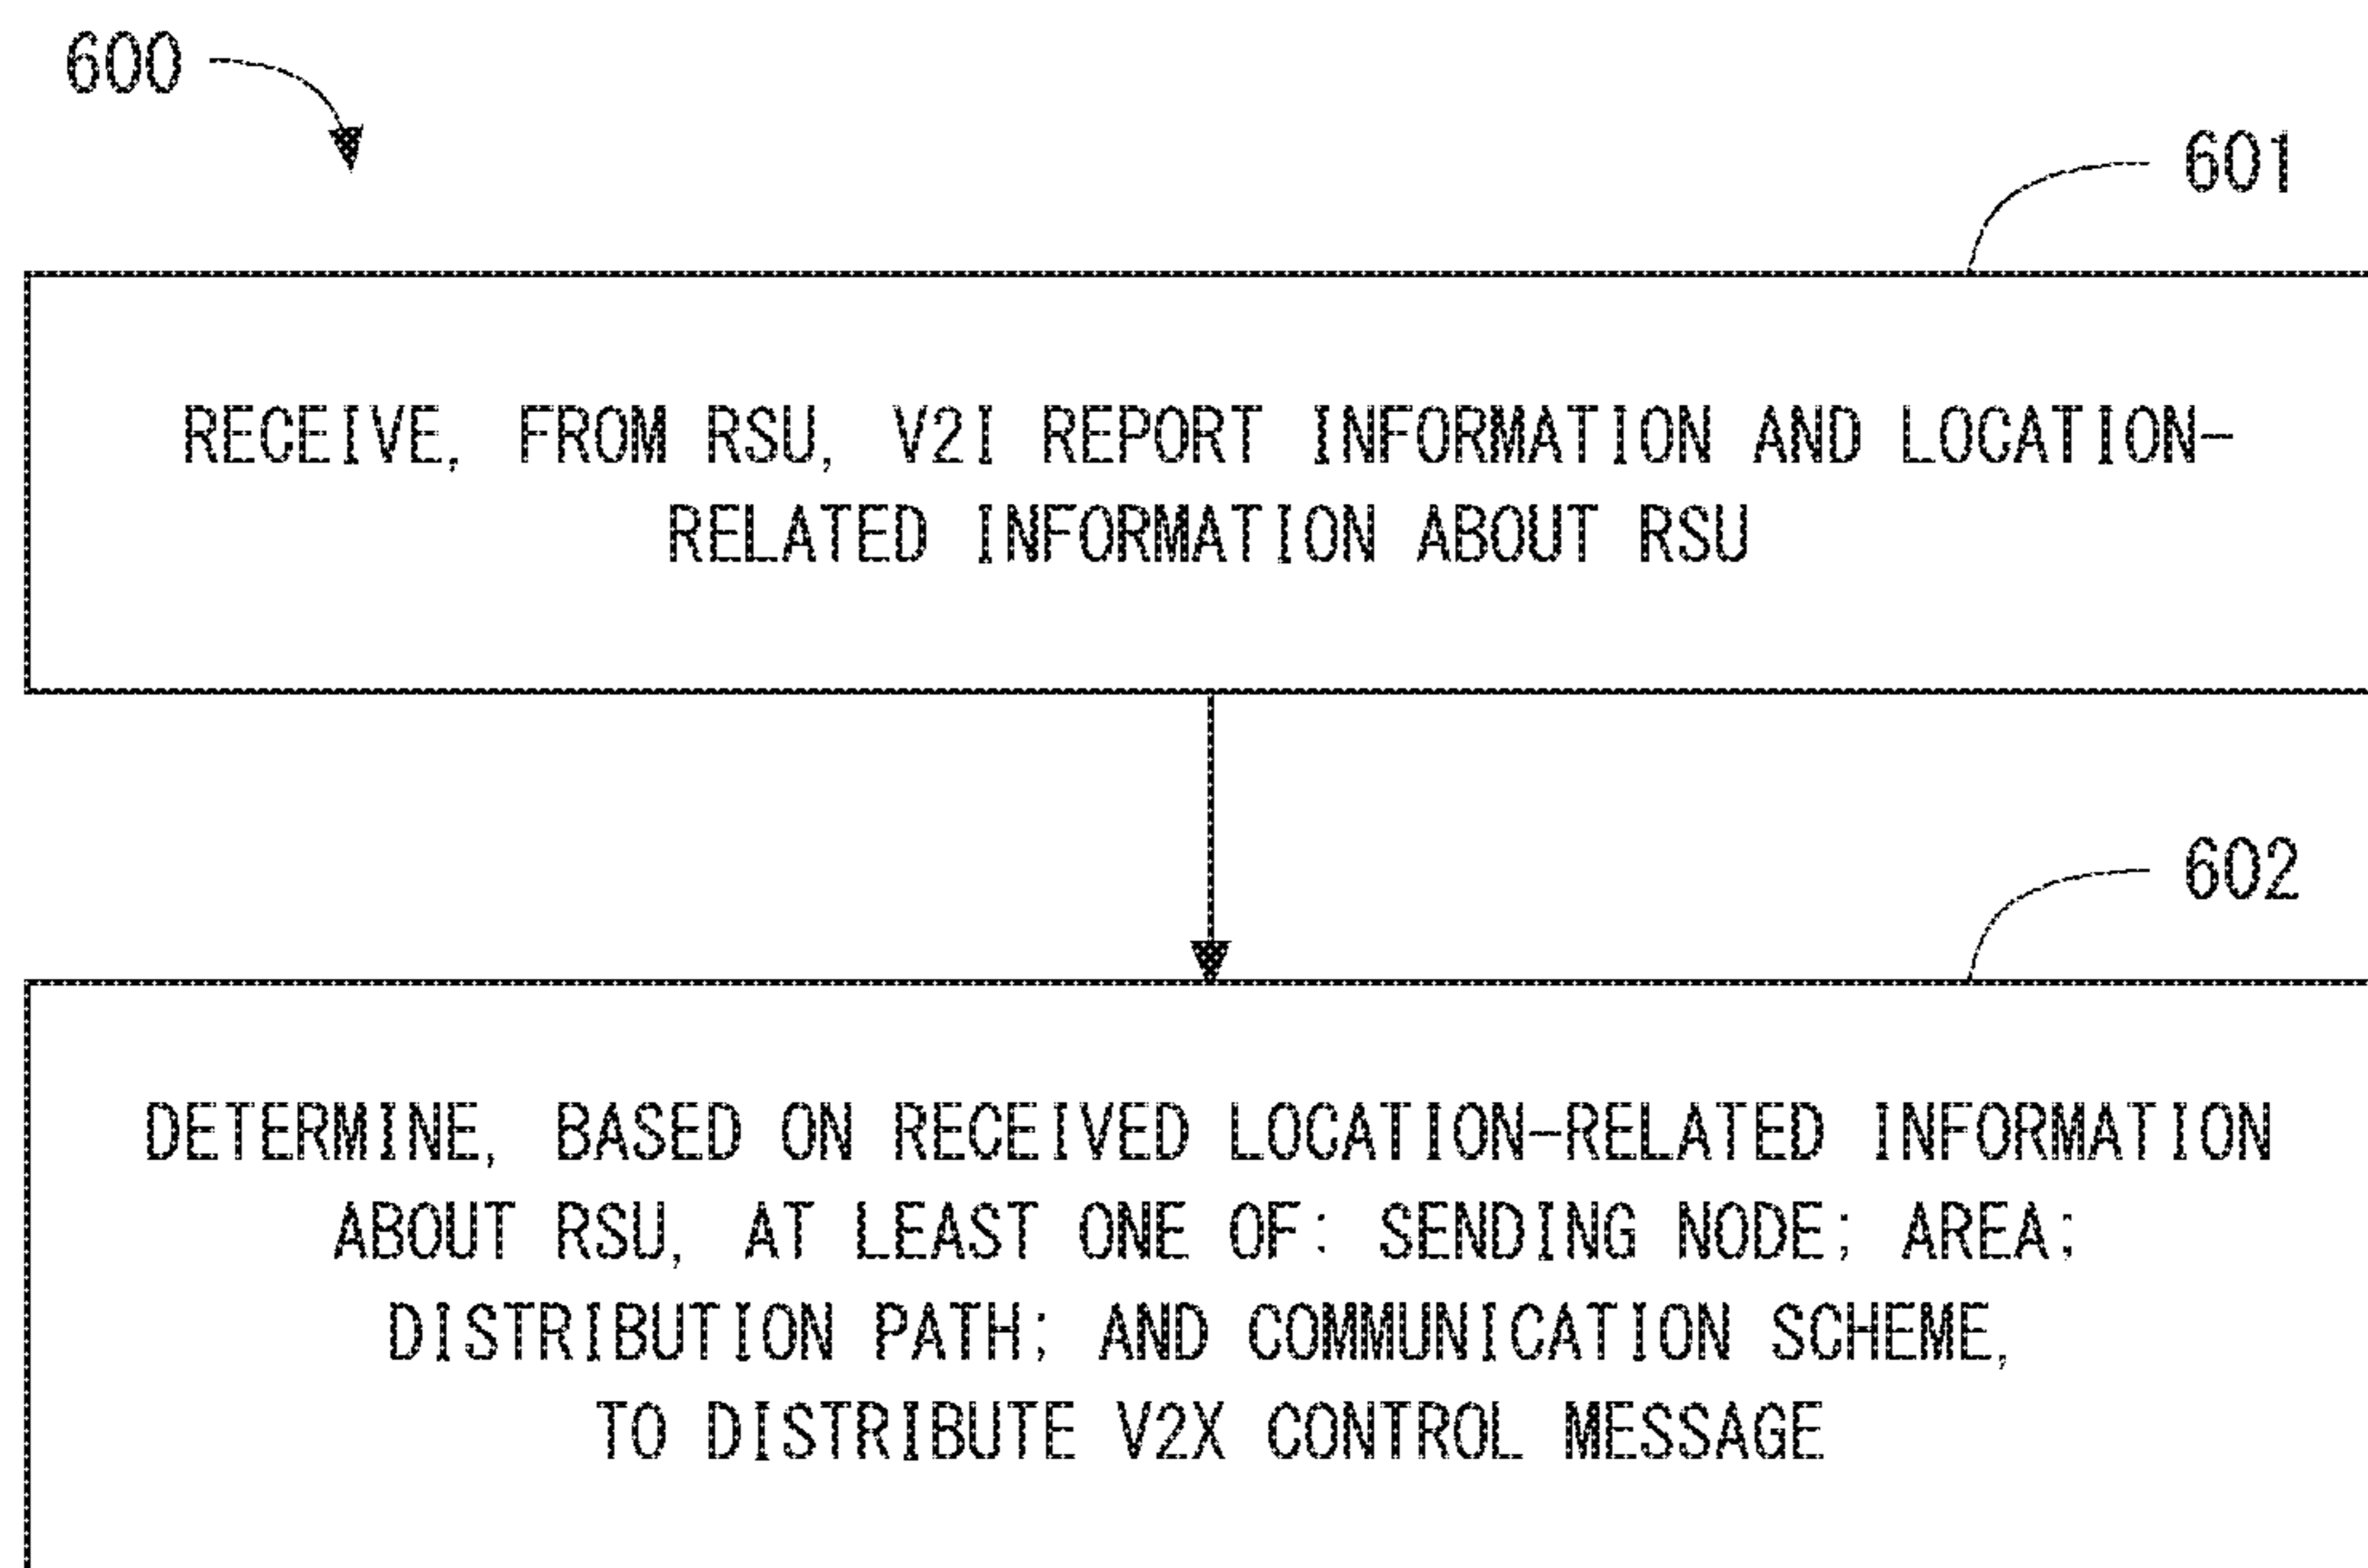 600
601
RECEIVE, FROM RSU, V2I REPORT INFORMATION AND LOCATION-
RELATED INFORMATION ABOUT RSU
602
DETERMINE, BASED ON RECEIVED LOCATION-RELATED INFORMATION
ABOUT RSU, AT LEAST ONE OF: SENDING NODE; AREA;
DISTRIBUTION PATH; AND COMMUNICATION SCHEME,
TO DISTRIBUTE V2X CONTROL MESSAGE